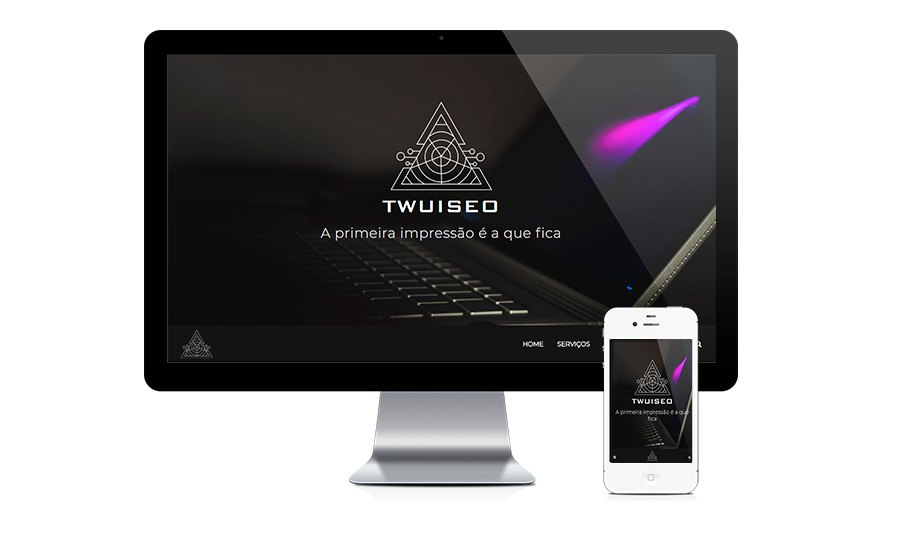 TWUISEO
A primeira impressão é a que fica
HOME SERVIÇOS
TWUISEO
A primeira impressão é a que
fica